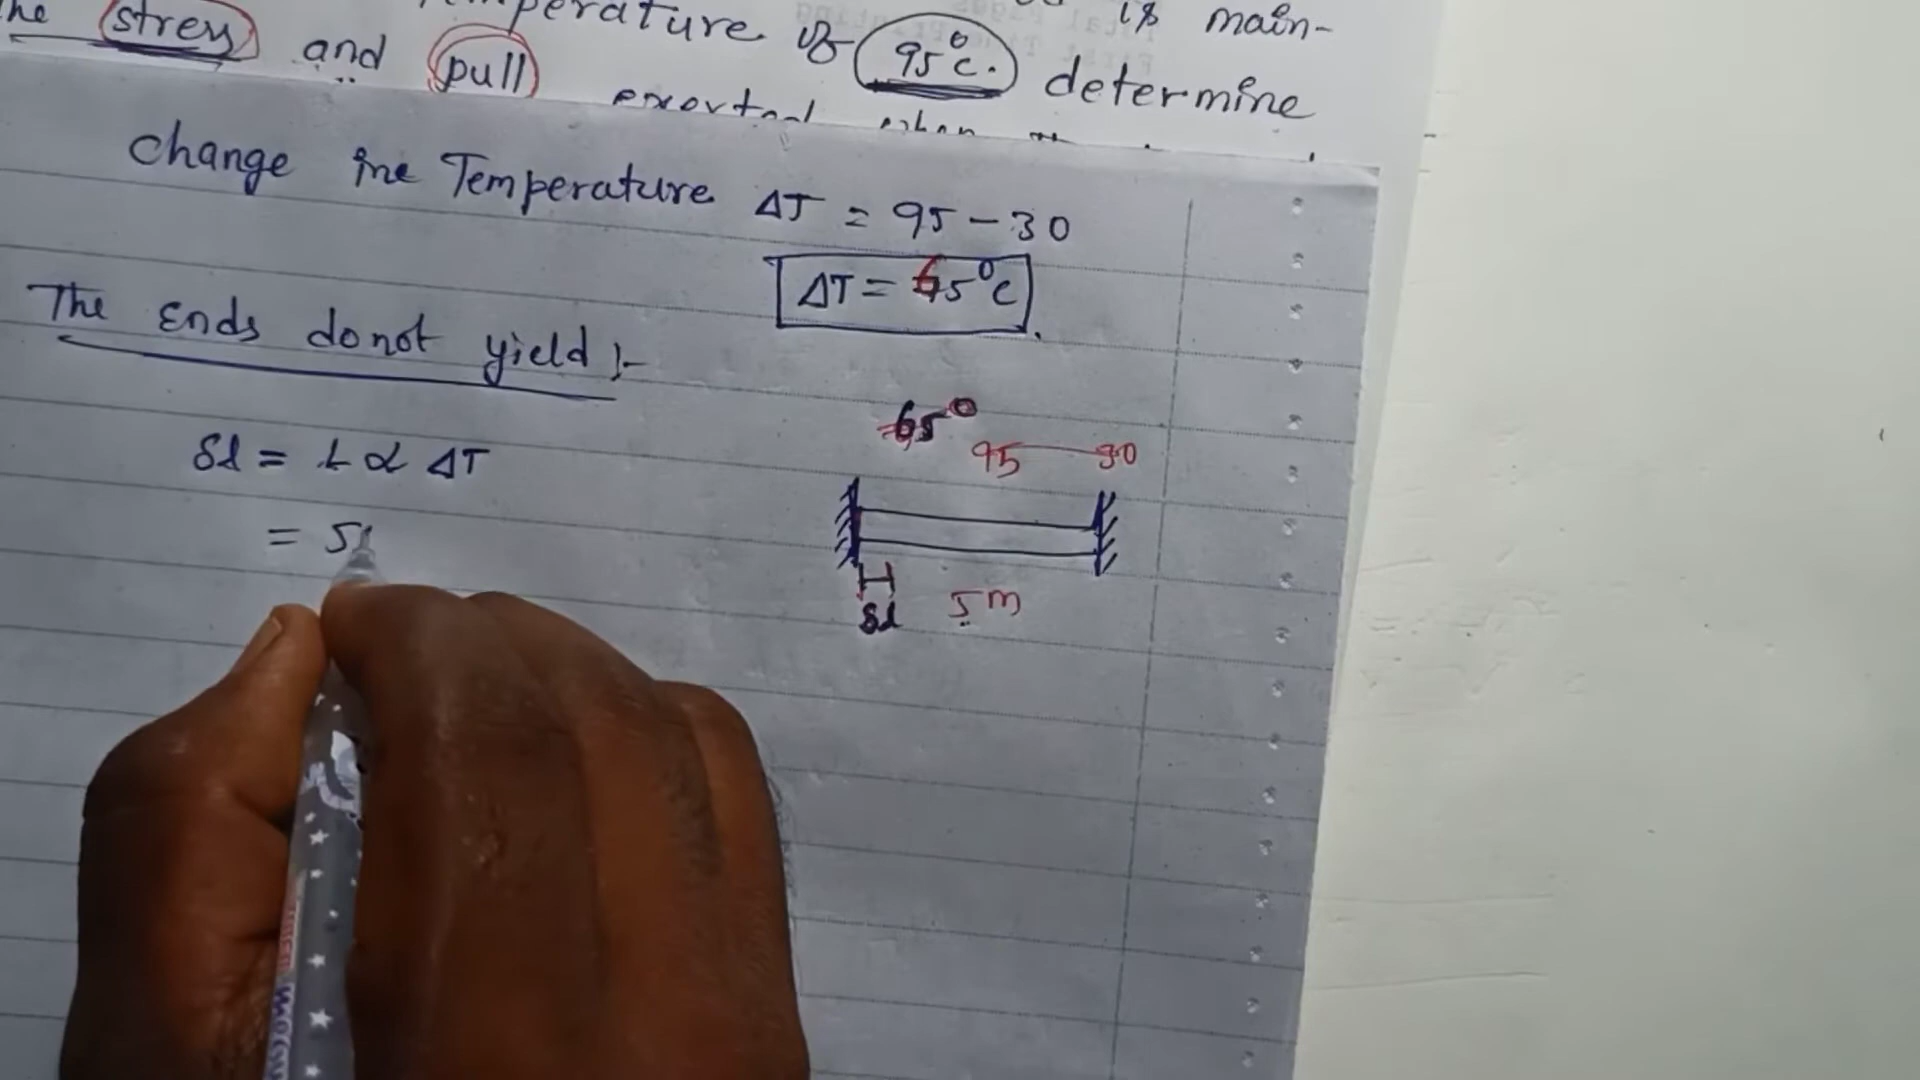 he stress and pull
perature of 95°c. determine
is main-
change ine Temperature ΔT = 95 - 30
ΔT = 65°c
The Ends donot yield :-
δl = L α ΔT
= 5
65°
95 30
δl 5m